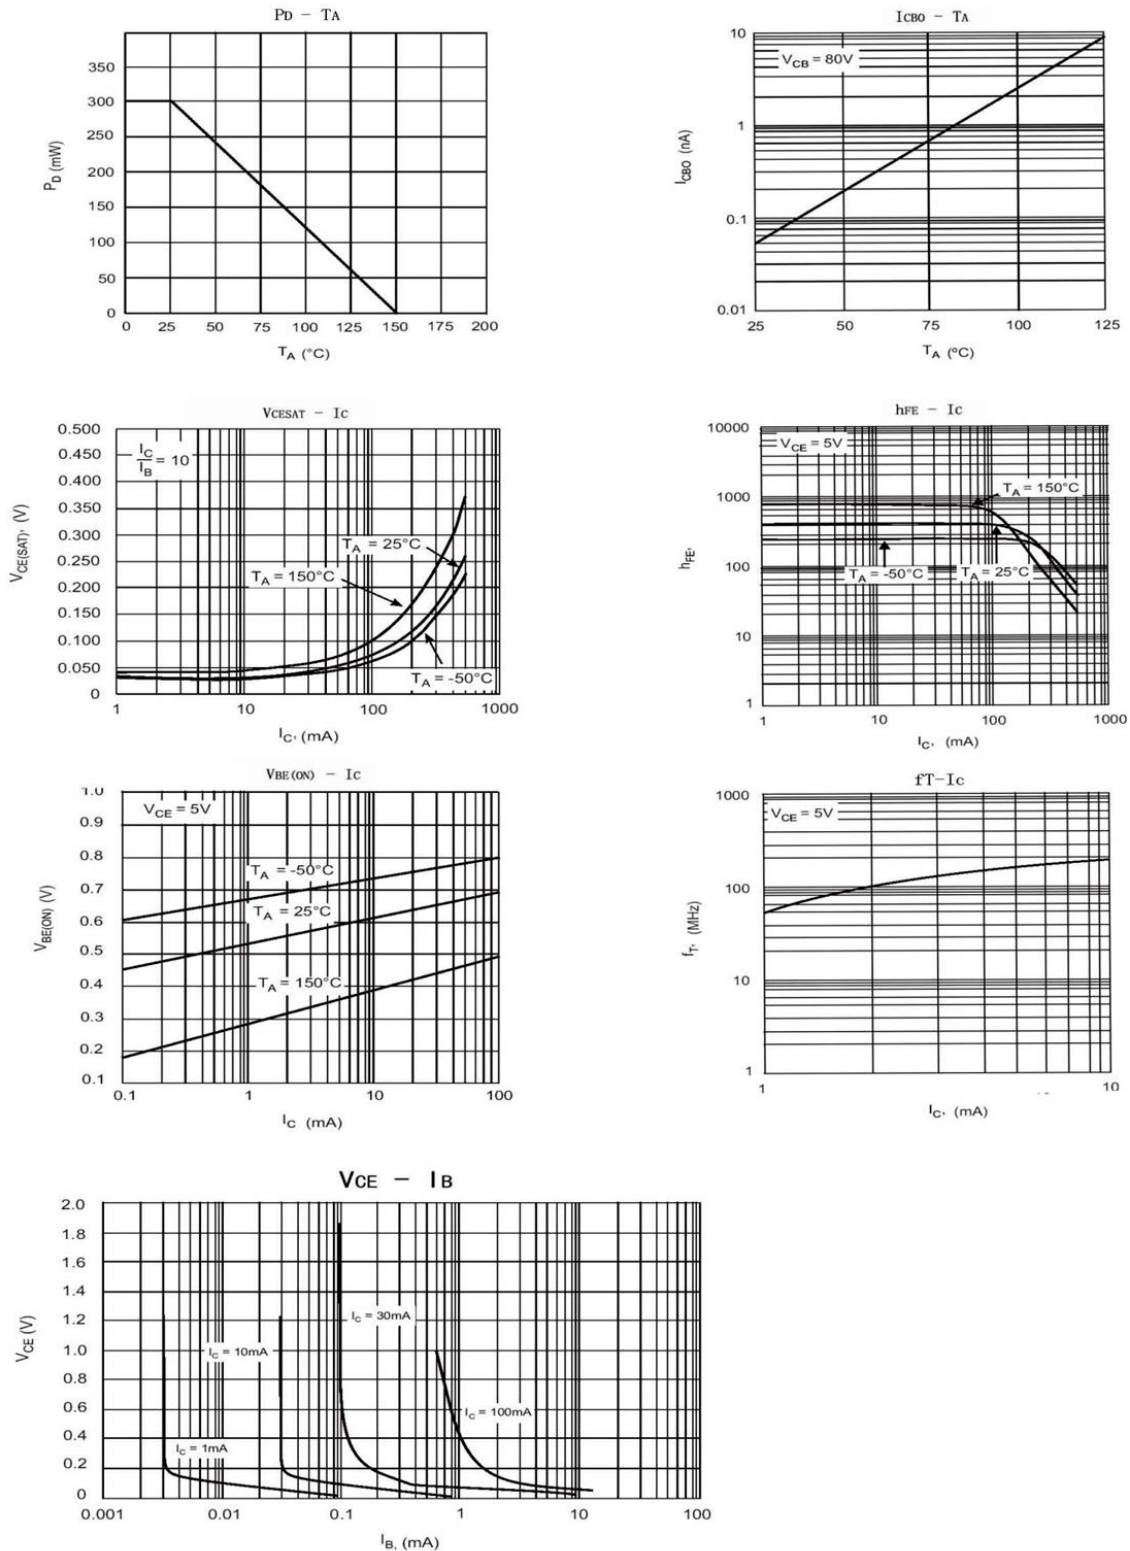 PD - TA
350
300
250
200
150
100
50
0
PD (mW)
0 25 50 75 100 125 150 175 200
TA (°C)
ICBO - TA
VCB = 80V
10
1
0.1
0.01
ICBO (nA)
25 50 75 100 125
TA (ºC)
VCESAT - Ic
0.500
0.450
0.400
0.350
0.300
0.250
0.200
0.150
0.100
0.050
0
VCE(SAT), (V)
IC
IB = 10
TA = 25°C
TA = 150°C
TA = -50°C
1 10 100 1000
IC, (mA)
hFE - Ic
10000
1000
100
10
1
hFE,
VCE = 5V
TA = 150°C
TA = -50°C
TA = 25°C
1 10 100 1000
IC, (mA)
VBE(ON) - Ic
1.0
0.9
0.8
0.7
0.6
0.5
0.4
0.3
0.2
0.1
VBE(ON) (V)
VCE = 5V
TA = -50°C
TA = 25°C
TA = 150°C
0.1 1 10 100
IC (mA)
fT-Ic
1000
100
10
1
fT, (MHz)
VCE = 5V
1 10
IC, (mA)
VCE - IB
2.0
1.8
1.6
1.4
1.2
1.0
0.8
0.6
0.4
0.2
0
VCE (V)
IC = 30mA
IC = 10mA
IC = 100mA
IC = 1mA
0.001 0.01 0.1 1 10 100
IB, (mA)